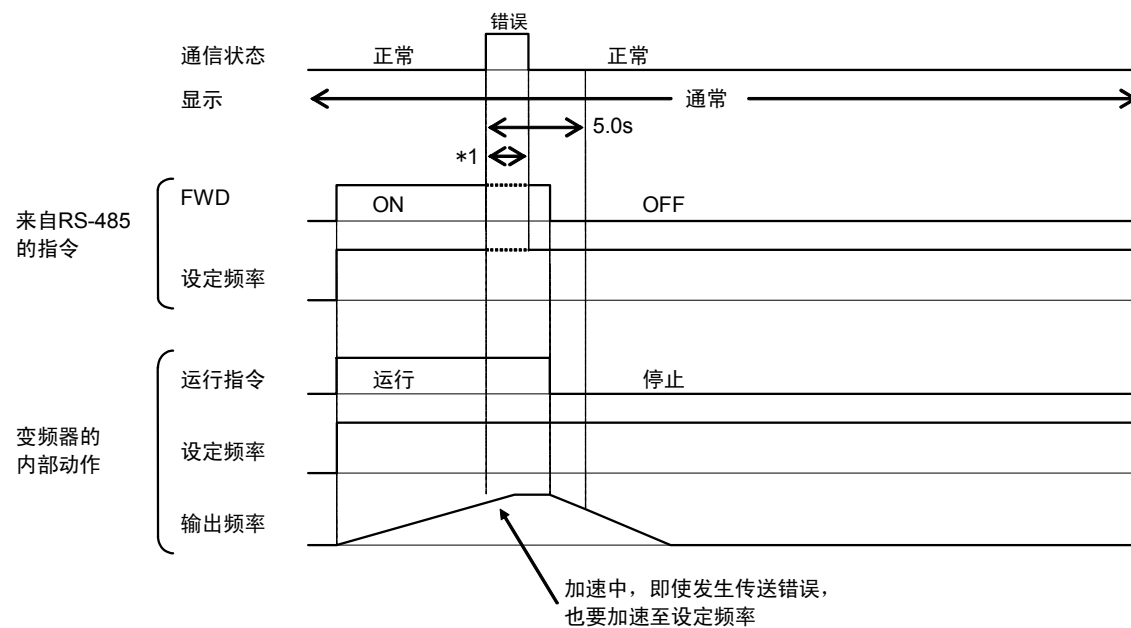 错误
通信状态 正常 正常
显示 通常
5.0s
*1
来自RS-485
的指令
FWD ON OFF
设定频率
变频器的
内部动作
运行指令 运行 停止
设定频率
输出频率
加速中，即使发生传送错误，
也要加速至设定频率